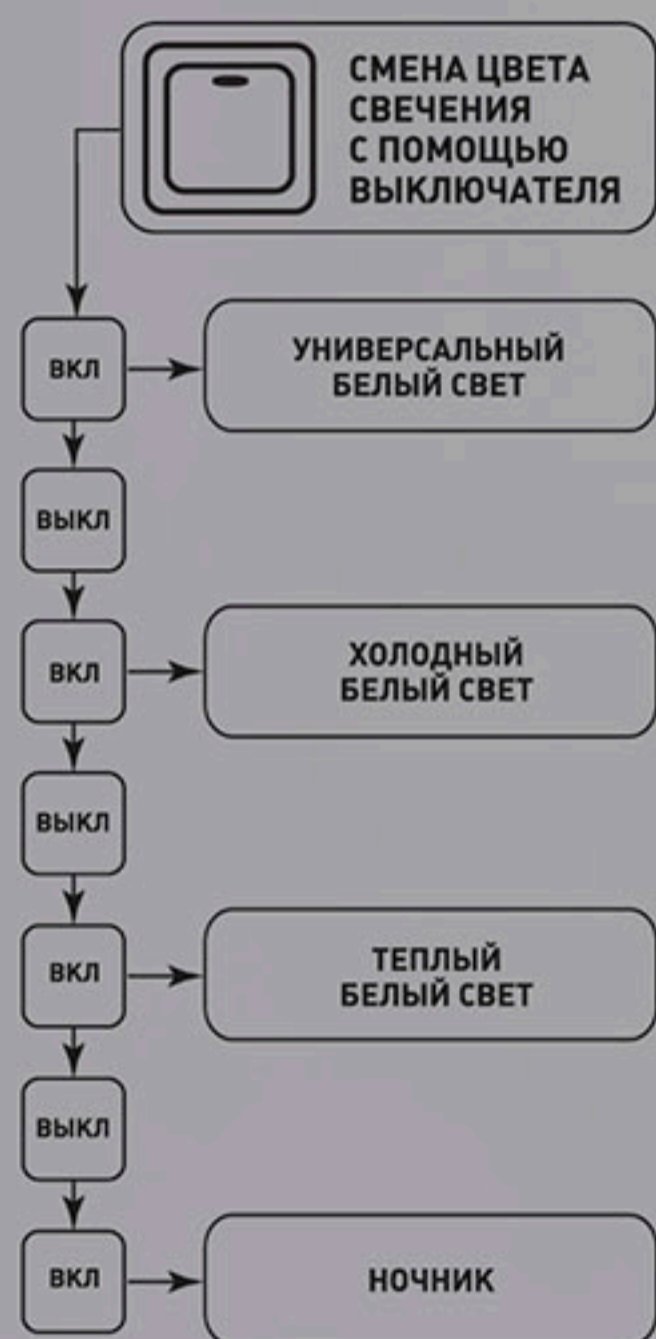 СМЕНА ЦВЕТА
СВЕЧЕНИЯ
С ПОМОЩЬЮ
ВЫКЛЮЧАТЕЛЯ
ВКЛ
УНИВЕРСАЛЬНЫЙ
БЕЛЫЙ СВЕТ
ВЫКЛ
ВКЛ
ХОЛОДНЫЙ
БЕЛЫЙ СВЕТ
ВЫКЛ
ВКЛ
ТЕПЛЫЙ
БЕЛЫЙ СВЕТ
ВЫКЛ
ВКЛ
НОЧНИК